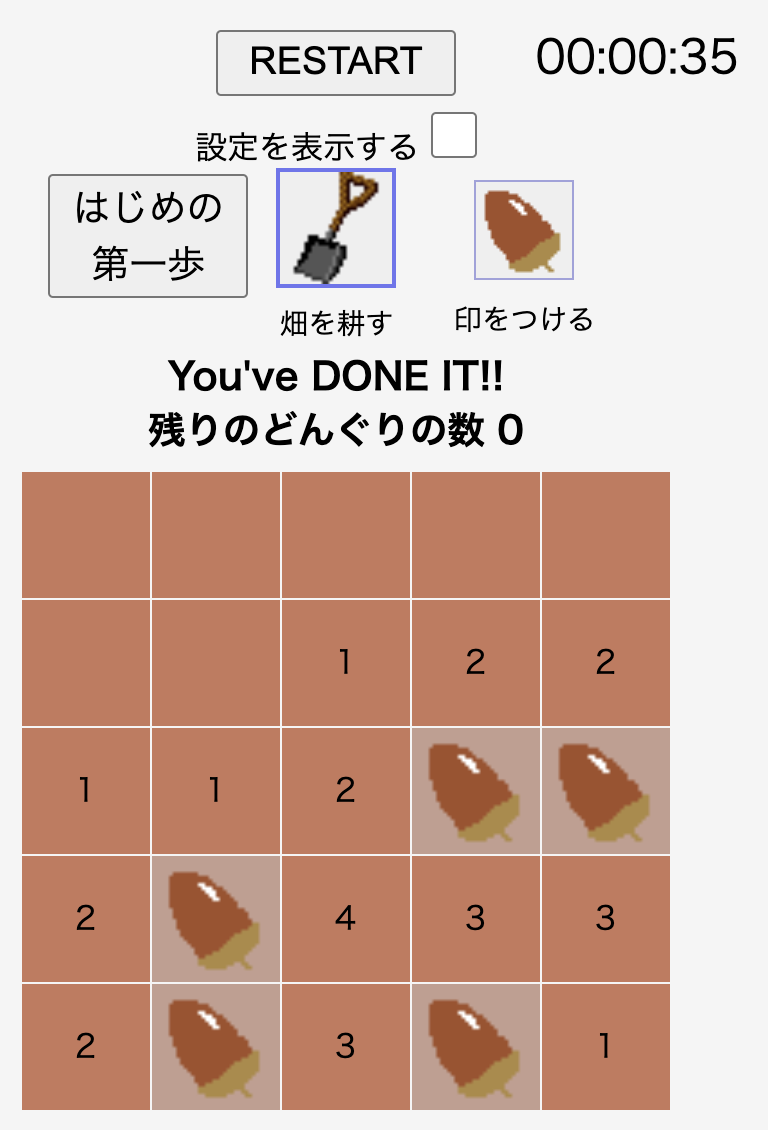 RESTART 00:00:35
設定を表示する
はじめの
第一歩
畑を耕す 印をつける
You've DONE IT!!
残りのどんぐりの数 0
1 2 2
1 1 2
2 4 3 3
2 3 1